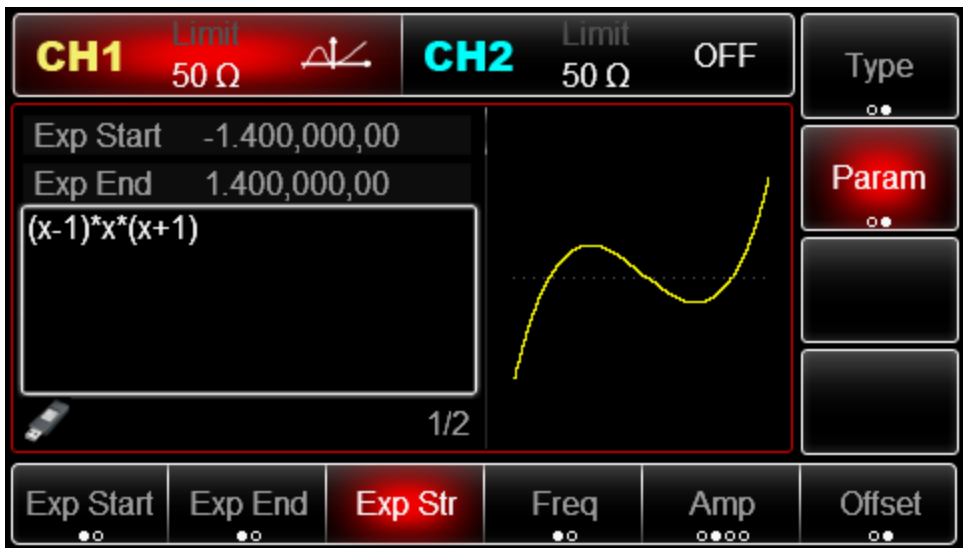 CH1 Limit 50 Ω
CH2 Limit 50 Ω OFF
Type
Exp Start -1.400,000,00
Exp End 1.400,000,00
Param
(x-1)*x*(x+1)
1/2
Exp Start Exp End Exp Str Freq Amp Offset